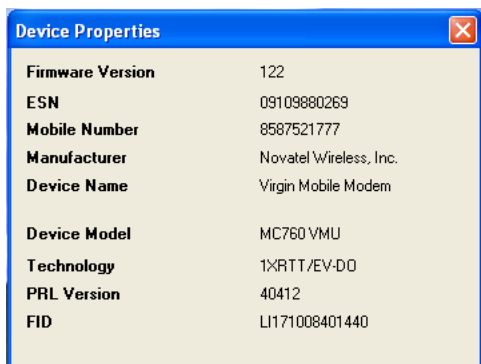 Device Properties
Firmware Version 122
ESN 09109880269
Mobile Number 8587521777
Manufacturer Novatel Wireless, Inc.
Device Name Virgin Mobile Modem
Device Model MC760 VMU
Technology 1XRTT/EV-DO
PRL Version 40412
FID LI171008401440